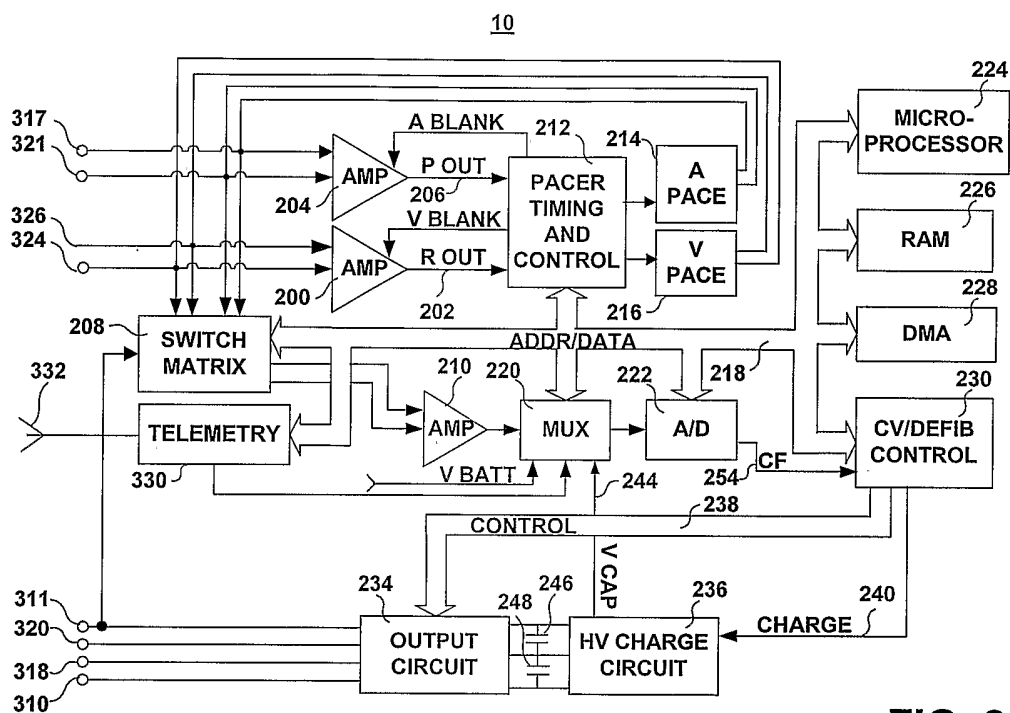 10
317
321
326
324
A BLANK
AMP
204
P OUT
206
V BLANK
AMP
200
R OUT
202
212
PACER
TIMING
AND
CONTROL
214
A
PACE
V
PACE
216
224
MICRO-
PROCESSOR
226
RAM
228
DMA
208
SWITCH
MATRIX
ADDR/DATA
218
332
TELEMETRY
330
210
AMP
220
MUX
222
A/D
230
CV/DEFIB
CONTROL
CF
254
V BATT
244
238
CONTROL
V CAP
311
320
318
310
234
OUTPUT
CIRCUIT
248
246
236
HV CHARGE
CIRCUIT
CHARGE
240